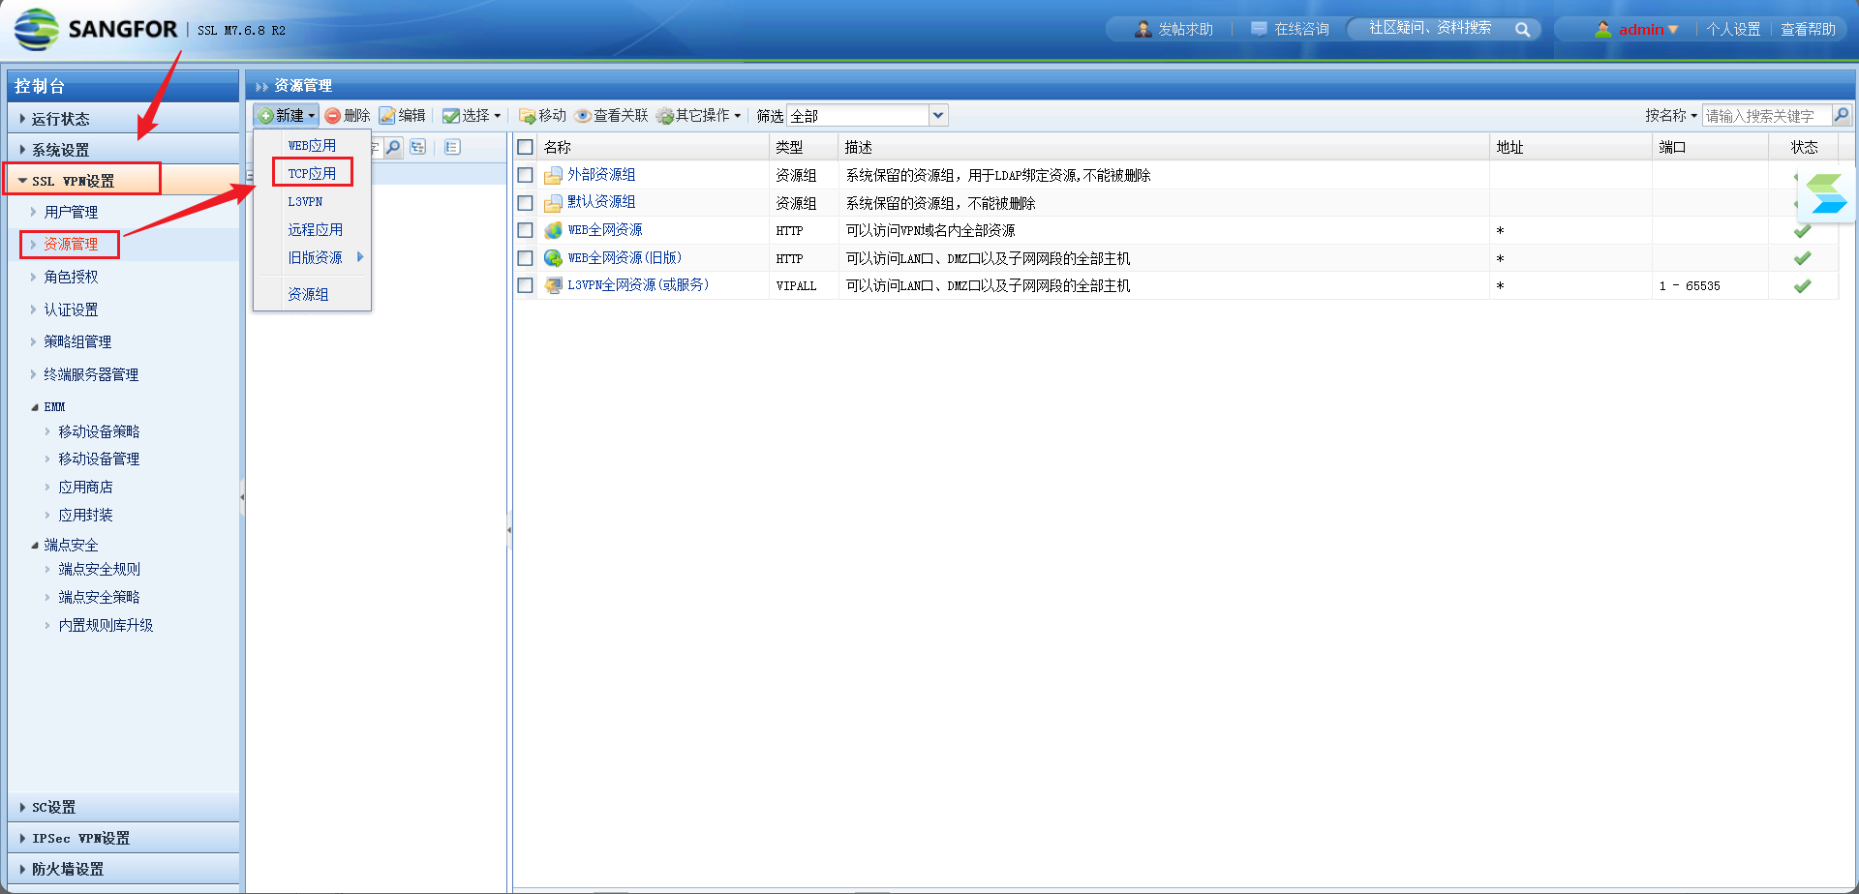 SANGFOR | SSL M7.6.8 R2
发帖求助 | 在线咨询 社区疑问、资料搜索 admin | 个人设置 | 查看帮助
控制台
运行状态
系统设置
SSL VPN设置
用户管理
资源管理
角色授权
认证设置
策略组管理
终端服务器管理
EMM
移动设备策略
移动设备管理
应用商店
应用封装
端点安全
端点安全规则
端点安全策略
内置规则库升级
SC设置
IPSec VPN设置
防火墙设置
资源管理
新建 删除 编辑 选择 移动 查看关联 其它操作 筛选 全部 按名称 请输入搜索关键字
WEB应用
TCP应用
L3VPN
远程应用
旧版资源
资源组
字
名称 类型 描述 地址 端口 状态
外部资源组 资源组 系统保留的资源组，用于LDAP绑定资源,不能被删除
默认资源组 资源组 系统保留的资源组，不能被删除
WEB全网资源 HTTP 可以访问VPN域名内全部资源 *
WEB全网资源(旧版) HTTP 可以访问LAN口、DMZ口以及子网网段的全部主机 *
L3VPN全网资源(或服务) VIPALL 可以访问LAN口、DMZ口以及子网网段的全部主机 * 1 - 65535